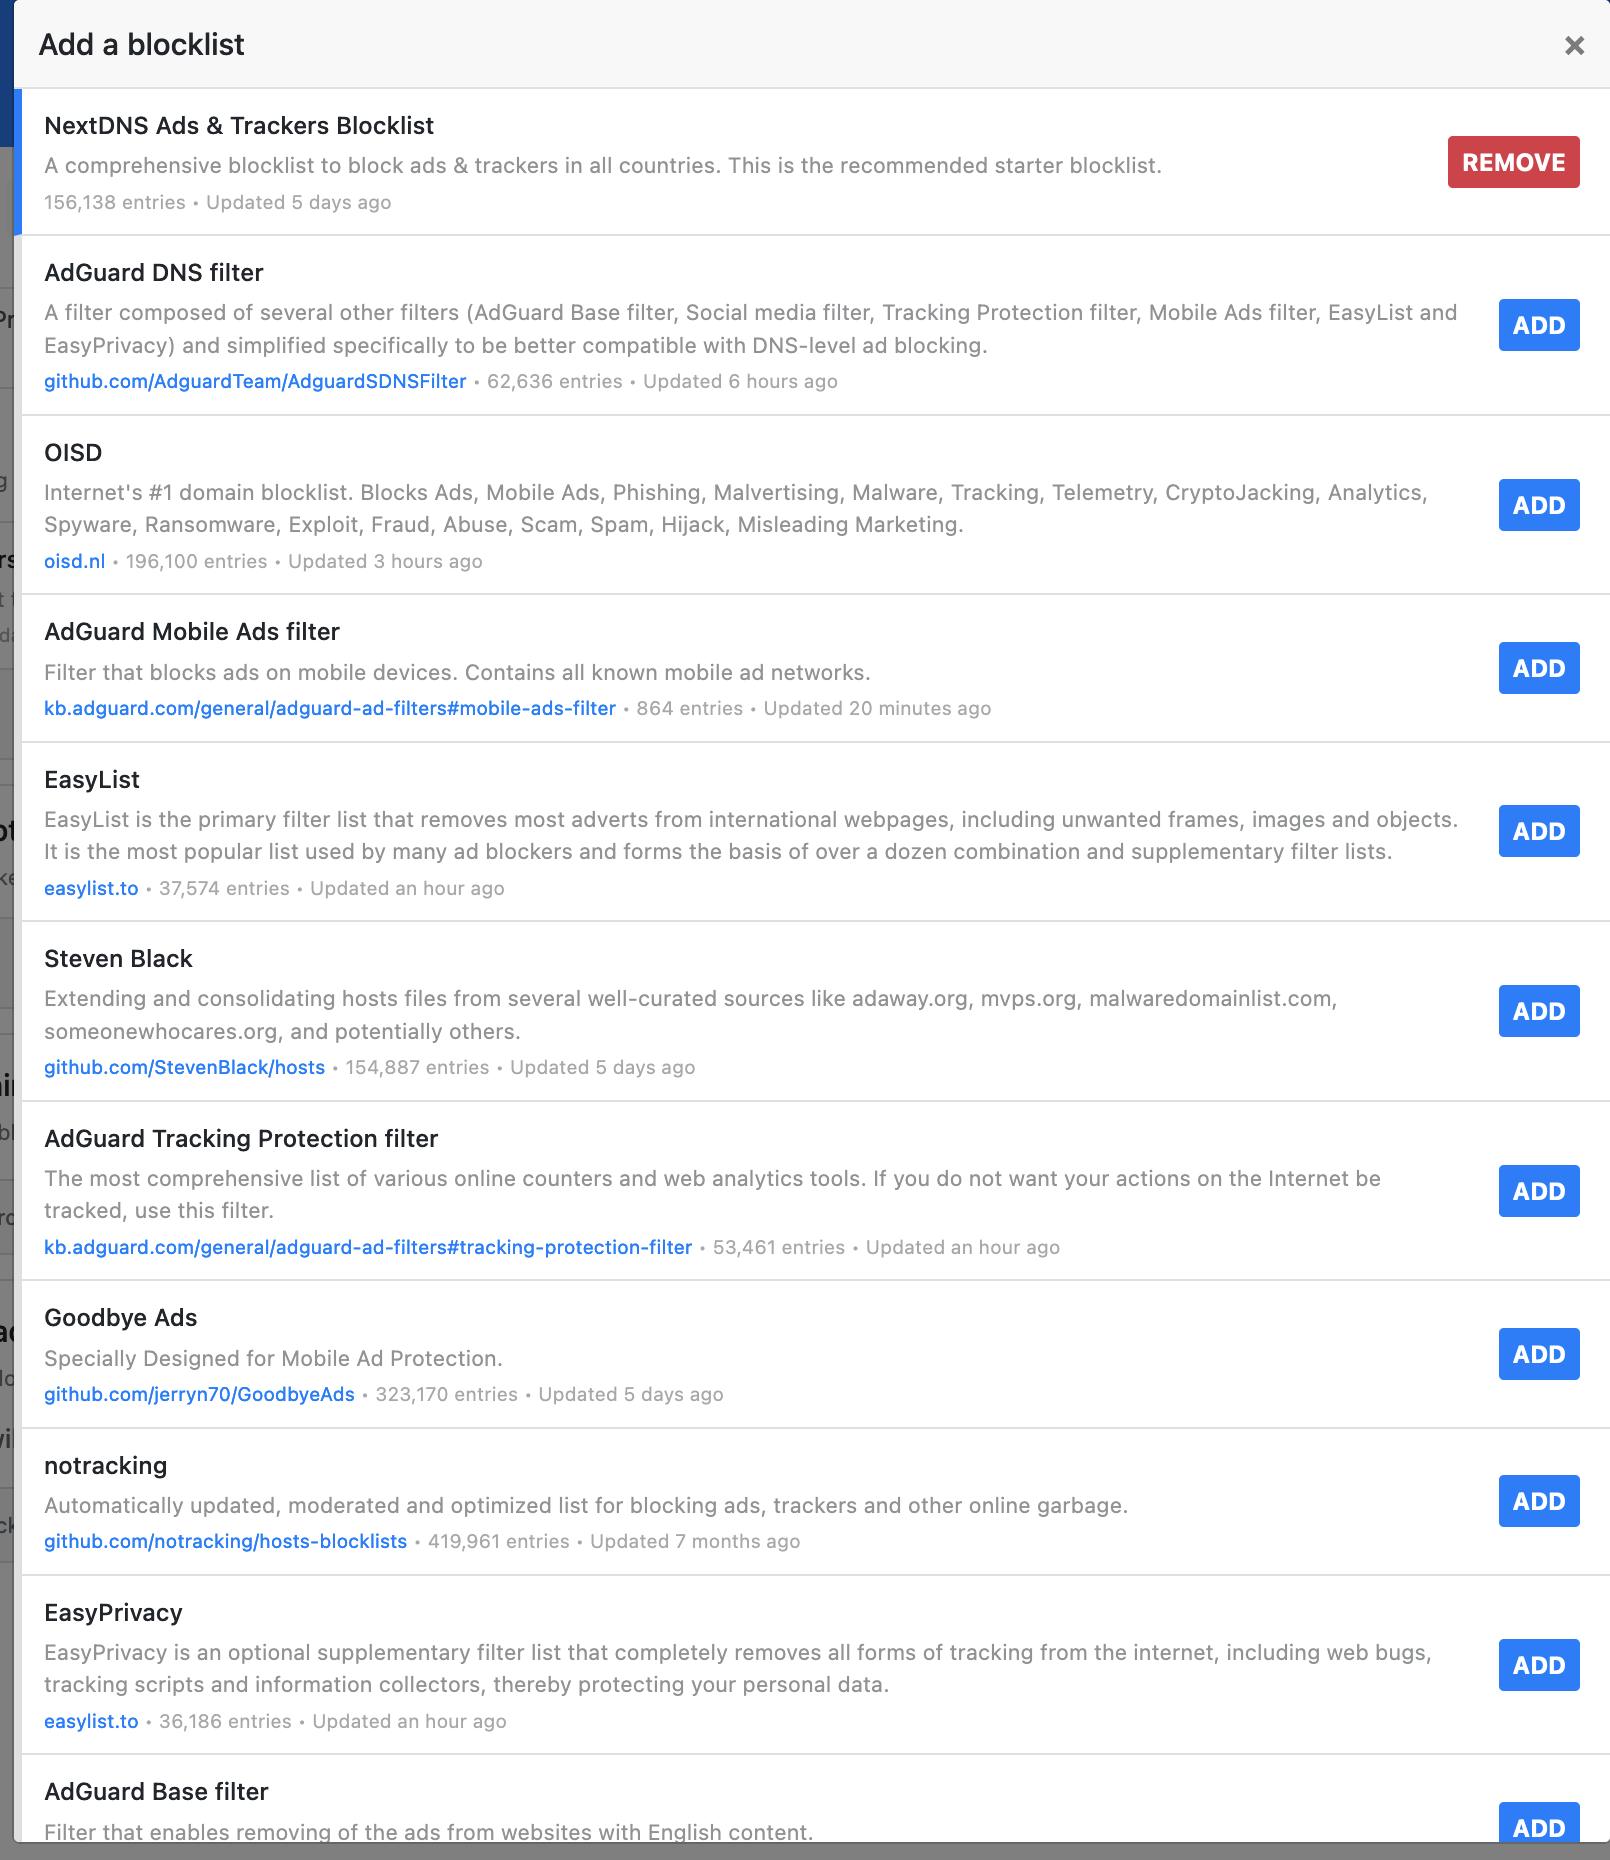 Add a blocklist
×
NextDNS Ads & Trackers Blocklist
A comprehensive blocklist to block ads & trackers in all countries. This is the recommended starter blocklist.
156,138 entries • Updated 5 days ago
REMOVE
AdGuard DNS filter
A filter composed of several other filters (AdGuard Base filter, Social media filter, Tracking Protection filter, Mobile Ads filter, EasyList and
EasyPrivacy) and simplified specifically to be better compatible with DNS-level ad blocking.
github.com/AdguardTeam/AdguardSDNSFilter • 62,636 entries • Updated 6 hours ago
ADD
OISD
Internet's #1 domain blocklist. Blocks Ads, Mobile Ads, Phishing, Malvertising, Malware, Tracking, Telemetry, CryptoJacking, Analytics,
Spyware, Ransomware, Exploit, Fraud, Abuse, Scam, Spam, Hijack, Misleading Marketing.
oisd.nl • 196,100 entries • Updated 3 hours ago
ADD
AdGuard Mobile Ads filter
Filter that blocks ads on mobile devices. Contains all known mobile ad networks.
kb.adguard.com/general/adguard-ad-filters#mobile-ads-filter • 864 entries • Updated 20 minutes ago
ADD
EasyList
EasyList is the primary filter list that removes most adverts from international webpages, including unwanted frames, images and objects.
It is the most popular list used by many ad blockers and forms the basis of over a dozen combination and supplementary filter lists.
easylist.to • 37,574 entries • Updated an hour ago
ADD
Steven Black
Extending and consolidating hosts files from several well-curated sources like adaway.org, mvps.org, malwaredomainlist.com,
someonewhocares.org, and potentially others.
github.com/StevenBlack/hosts • 154,887 entries • Updated 5 days ago
ADD
AdGuard Tracking Protection filter
The most comprehensive list of various online counters and web analytics tools. If you do not want your actions on the Internet be
tracked, use this filter.
kb.adguard.com/general/adguard-ad-filters#tracking-protection-filter • 53,461 entries • Updated an hour ago
ADD
Goodbye Ads
Specially Designed for Mobile Ad Protection.
github.com/jerryn70/GoodbyeAds • 323,170 entries • Updated 5 days ago
ADD
notracking
Automatically updated, moderated and optimized list for blocking ads, trackers and other online garbage.
github.com/notracking/hosts-blocklists • 419,961 entries • Updated 7 months ago
ADD
EasyPrivacy
EasyPrivacy is an optional supplementary filter list that completely removes all forms of tracking from the internet, including web bugs,
tracking scripts and information collectors, thereby protecting your personal data.
easylist.to • 36,186 entries • Updated an hour ago
ADD
AdGuard Base filter
Filter that enables removing of the ads from websites with English content.
ADD